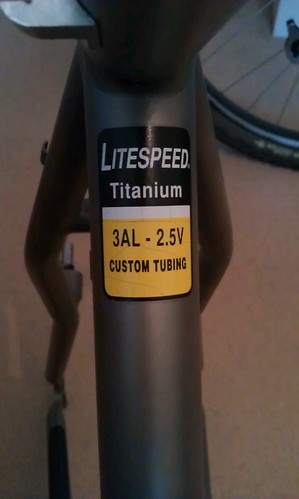 LITESPEED
Titanium
3AL - 2.5V
CUSTOM TUBING